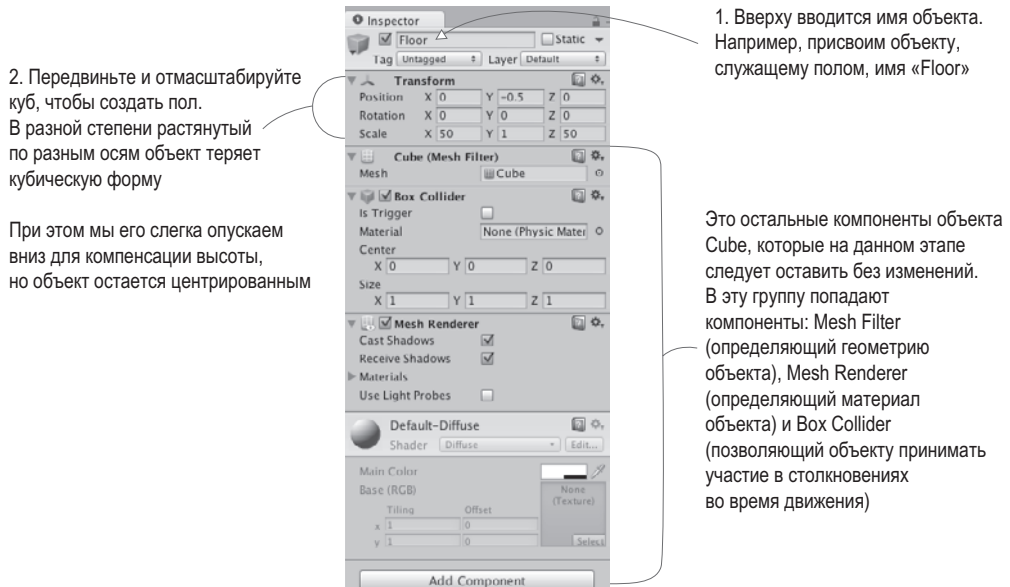 1. Вверху вводится имя объекта.
Например, присвоим объекту,
служащему полом, имя «Floor»
2. Передвиньте и отмасштабируйте
куб, чтобы создать пол.
В разной степени растянутый
по разным осям объект теряет
кубическую форму
При этом мы его слегка опускаем
вниз для компенсации высоты,
но объект остается центрированным
Inspector
Floor Static
Tag Untagged Layer Default
Transform
Position X 0 Y -0.5 Z 0
Rotation X 0 Y 0 Z 0
Scale X 50 Y 1 Z 50
Cube (Mesh Filter)
Mesh Cube
Box Collider
Is Trigger
Material None (Physic Mater
Center
X 0 Y 0 Z 0
Size
X 1 Y 1 Z 1
Mesh Renderer
Cast Shadows
Receive Shadows
Materials
Use Light Probes
Default-Diffuse
Shader Diffuse Edit...
Main Color
Base (RGB) None
(Texture)
Tiling Offset
x 1 0
y 1 0 Select
Add Component
Это остальные компоненты объекта
Cube, которые на данном этапе
следует оставить без изменений.
В эту группу попадают
компоненты: Mesh Filter
(определяющий геометрию
объекта), Mesh Renderer
(определяющий материал
объекта) и Box Collider
(позволяющий объекту принимать
участие в столкновениях
во время движения)